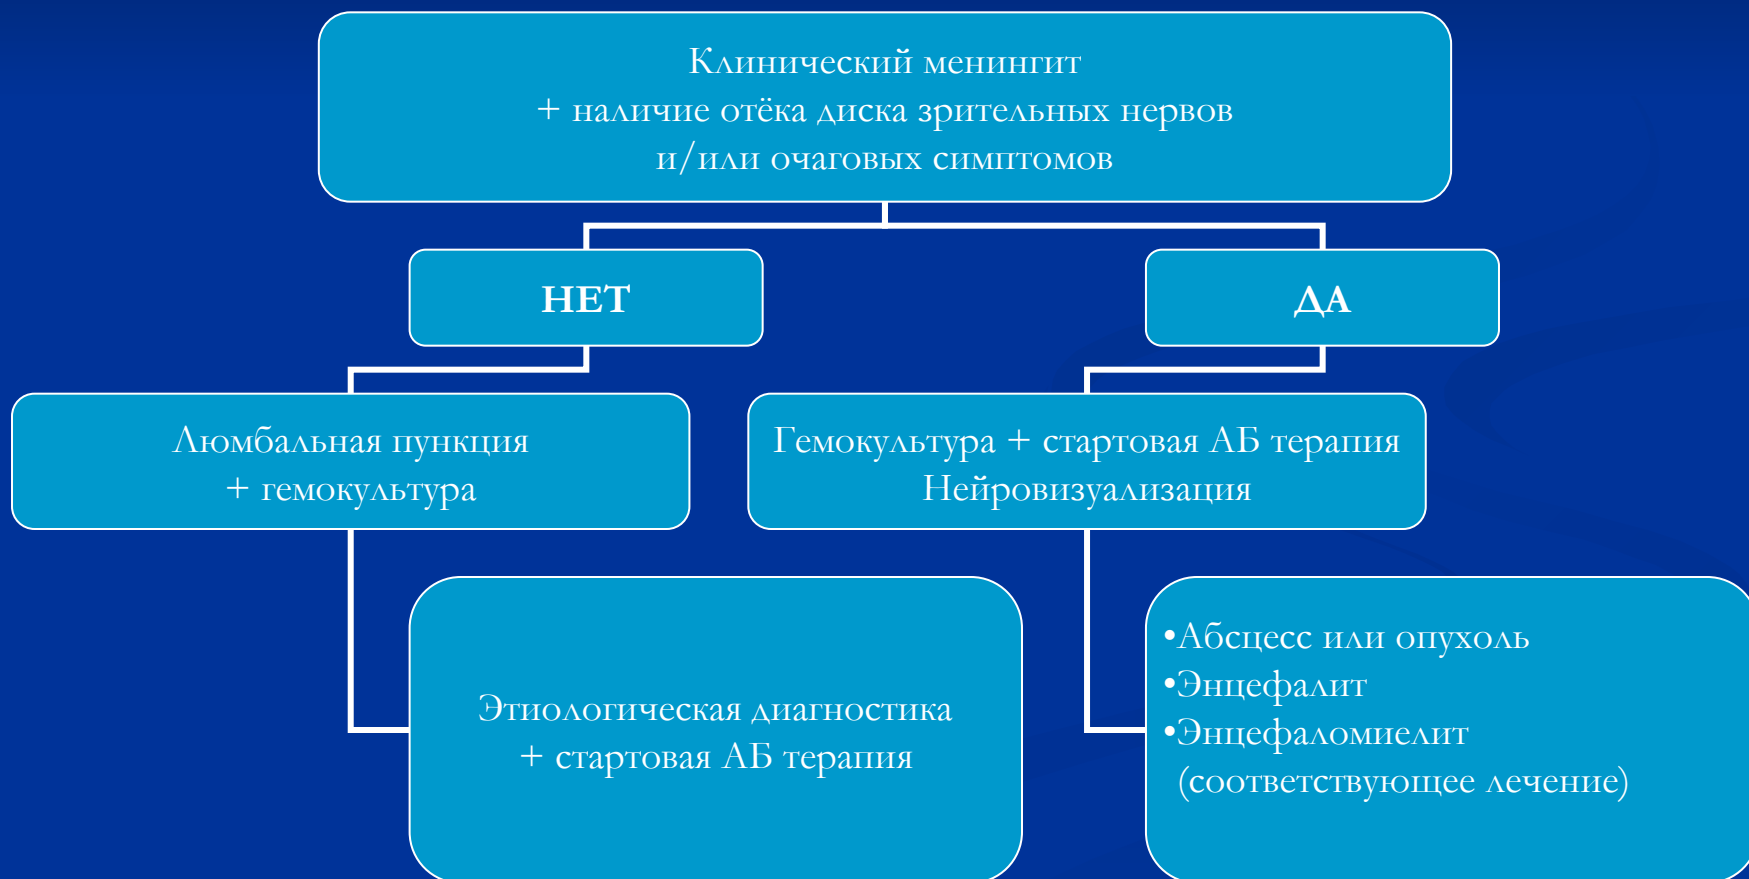 Клинический менингит
+ наличие отёка диска зрительных нервов
и/или очаговых симптомов
НЕТ
ДА
Люмбальная пункция
+ гемокультура
Гемокультура + стартовая АБ терапия
Нейровизуализация
Этиологическая диагностика
+ стартовая АБ терапия
•Абсцесс или опухоль
•Энцефалит
•Энцефаломиелит
(соответствующее лечение)